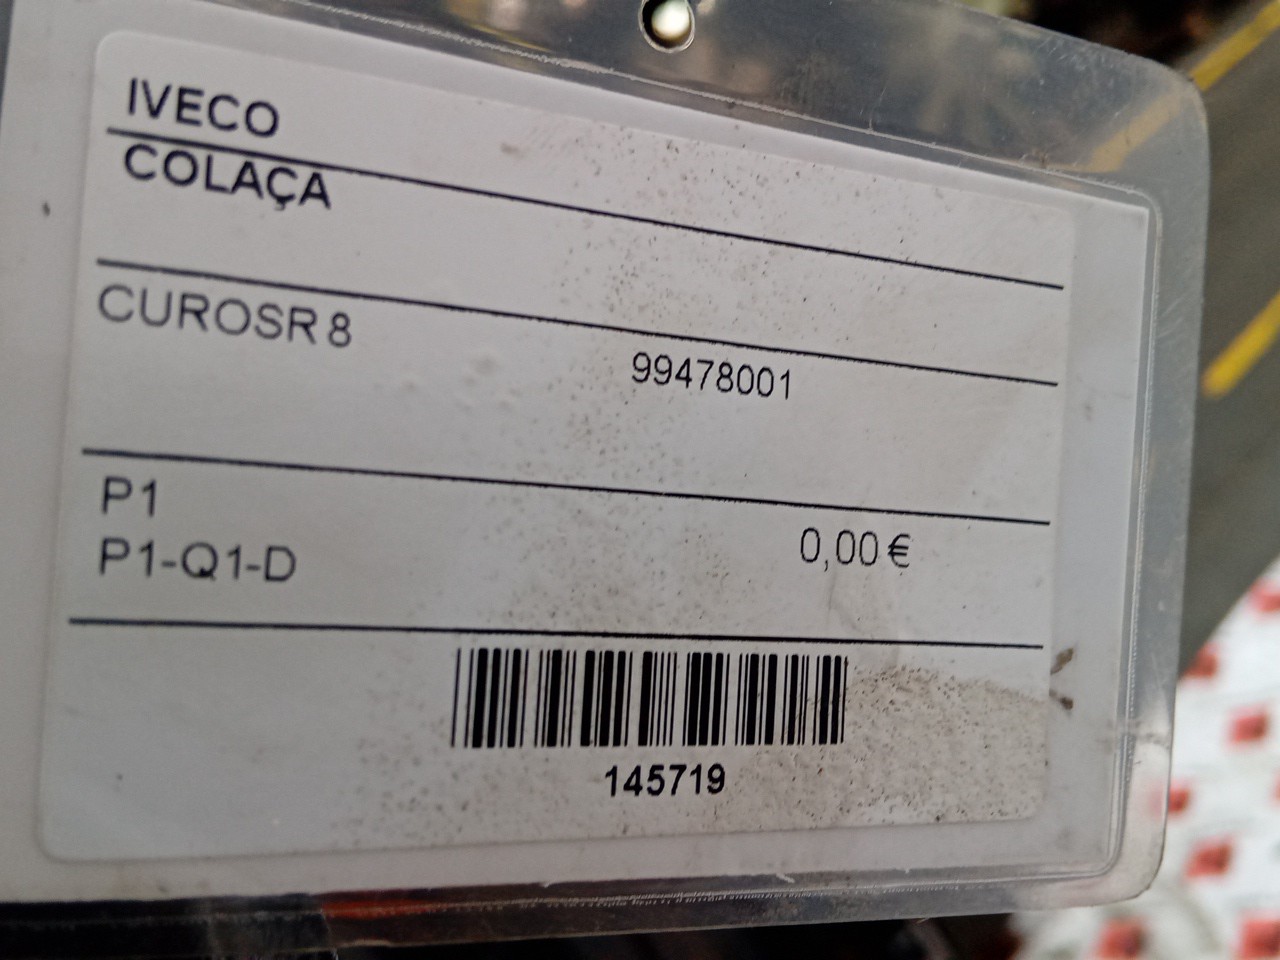 IVECO
COLAÇA
CUROSR 8
99478001
P1
P1-Q1-D
0,00 €
145719